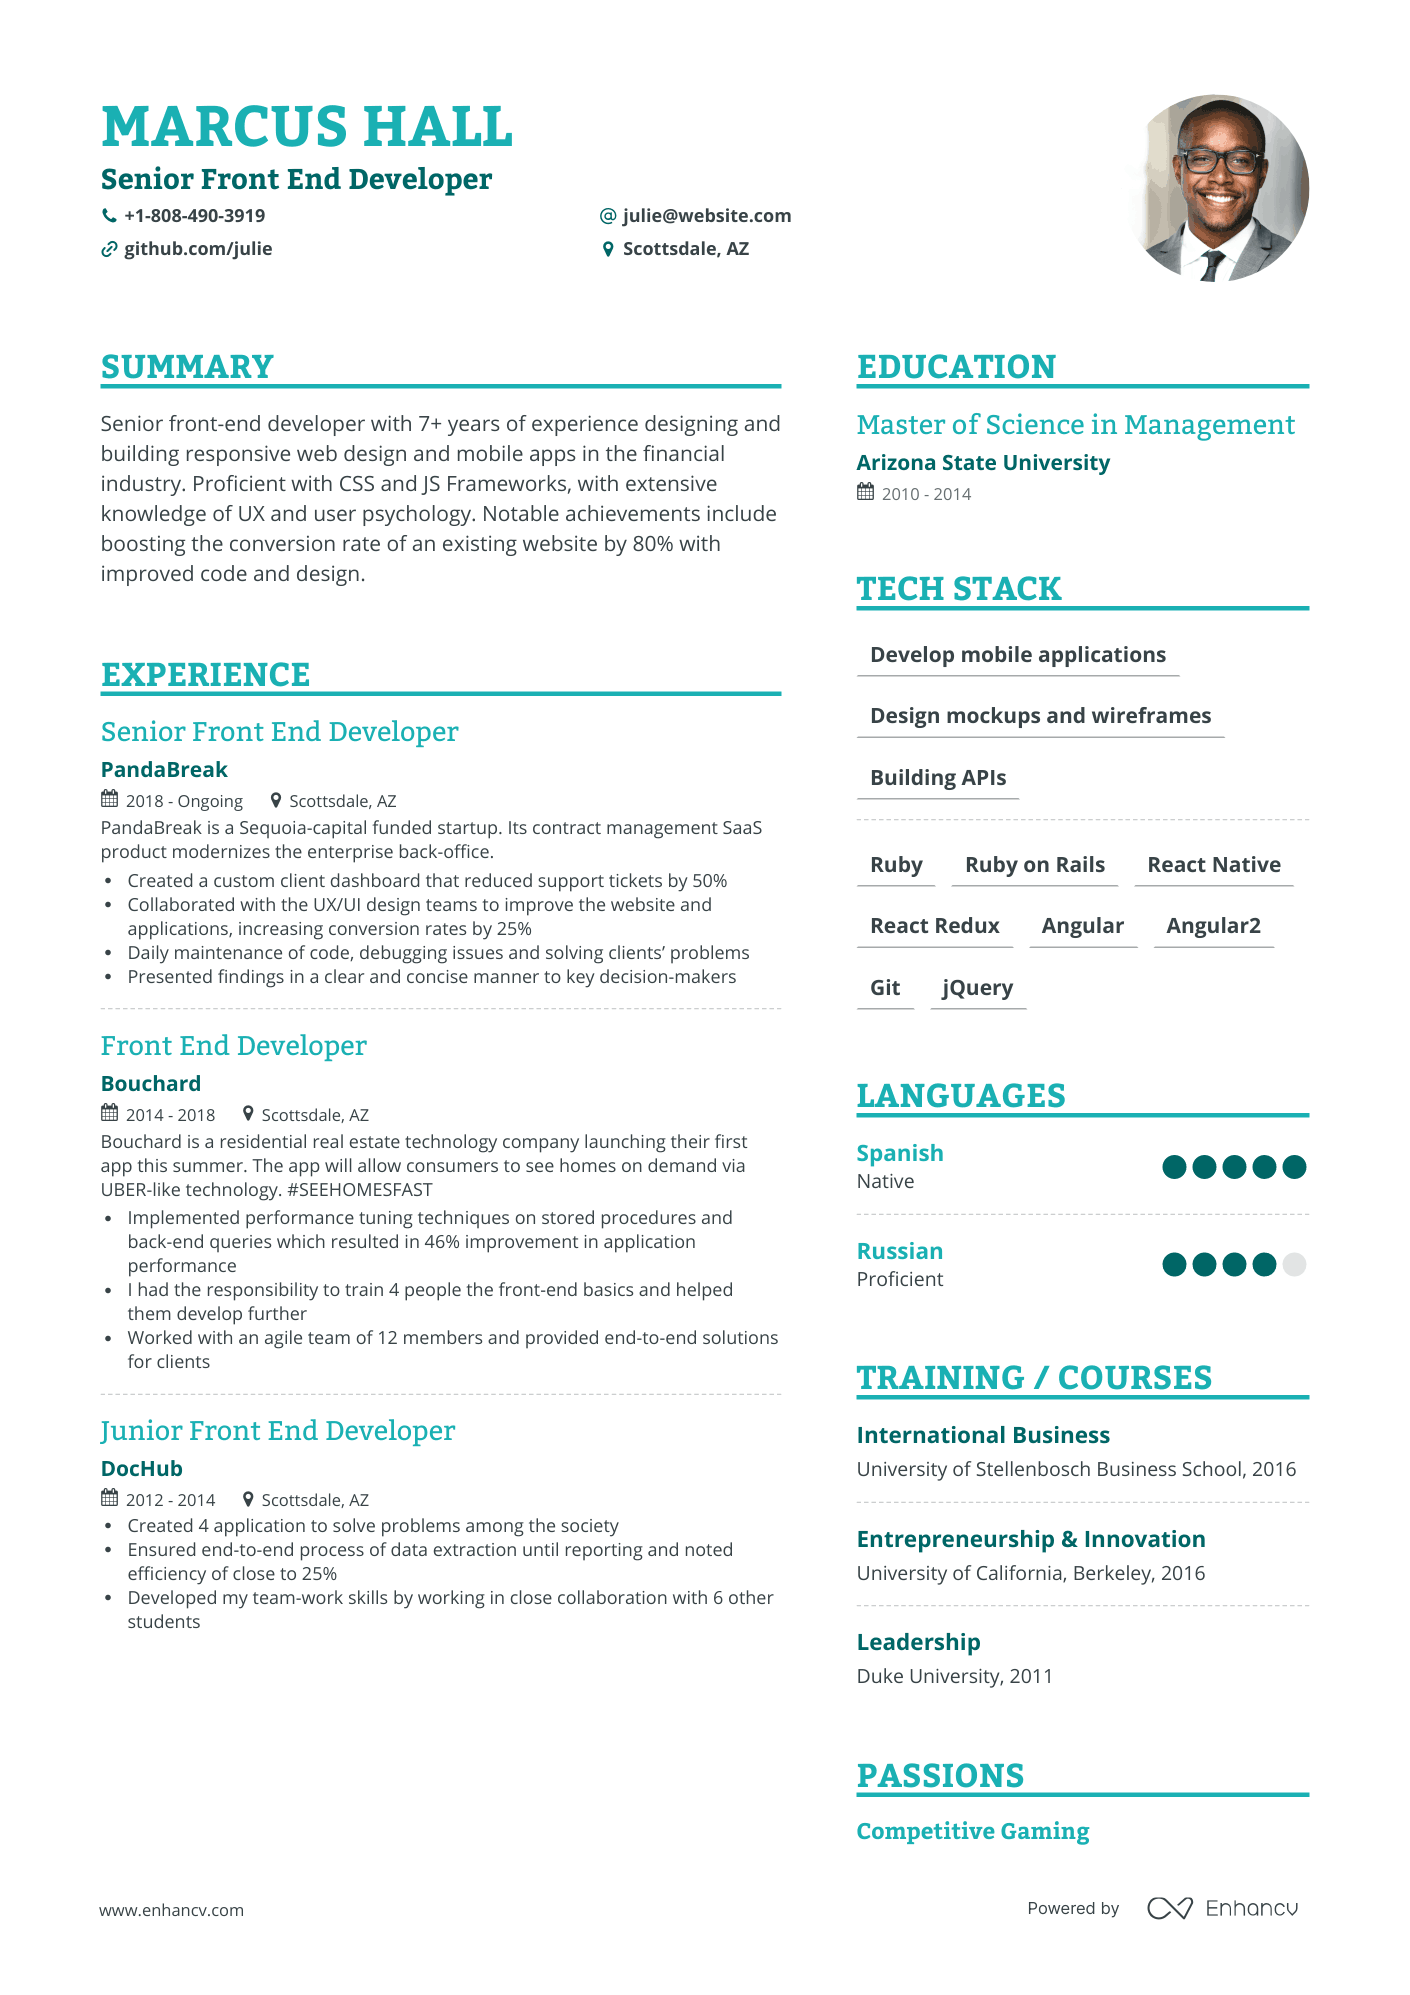 MARCUS HALL
Senior Front End Developer
+1-808-490-3919
@ julie@website.com
github.com/julie
Scottsdale, AZ
SUMMARY
Senior front-end developer with 7+ years of experience designing and
building responsive web design and mobile apps in the financial
industry. Proficient with CSS and JS Frameworks, with extensive
knowledge of UX and user psychology. Notable achievements include
boosting the conversion rate of an existing website by 80% with
improved code and design.
EXPERIENCE
Senior Front End Developer
PandaBreak
2018 - Ongoing Scottsdale, AZ
PandaBreak is a Sequoia-capital funded startup. Its contract management SaaS
product modernizes the enterprise back-office.
• Created a custom client dashboard that reduced support tickets by 50%
• Collaborated with the UX/UI design teams to improve the website and
applications, increasing conversion rates by 25%
• Daily maintenance of code, debugging issues and solving clients’ problems
• Presented findings in a clear and concise manner to key decision-makers
Front End Developer
Bouchard
2014 - 2018 Scottsdale, AZ
Bouchard is a residential real estate technology company launching their first
app this summer. The app will allow consumers to see homes on demand via
UBER-like technology. #SEEHOMESFAST
• Implemented performance tuning techniques on stored procedures and
back-end queries which resulted in 46% improvement in application
performance
• I had the responsibility to train 4 people the front-end basics and helped
them develop further
• Worked with an agile team of 12 members and provided end-to-end solutions
for clients
Junior Front End Developer
DocHub
2012 - 2014 Scottsdale, AZ
• Created 4 application to solve problems among the society
• Ensured end-to-end process of data extraction until reporting and noted
efficiency of close to 25%
• Developed my team-work skills by working in close collaboration with 6 other
students
EDUCATION
Master of Science in Management
Arizona State University
2010 - 2014
TECH STACK
Develop mobile applications
Design mockups and wireframes
Building APIs
Ruby Ruby on Rails React Native
React Redux Angular Angular2
Git jQuery
LANGUAGES
Spanish
Native
Russian
Proficient
TRAINING / COURSES
International Business
University of Stellenbosch Business School, 2016
Entrepreneurship & Innovation
University of California, Berkeley, 2016
Leadership
Duke University, 2011
PASSIONS
Competitive Gaming
www.enhancv.com
Powered by Enhancv